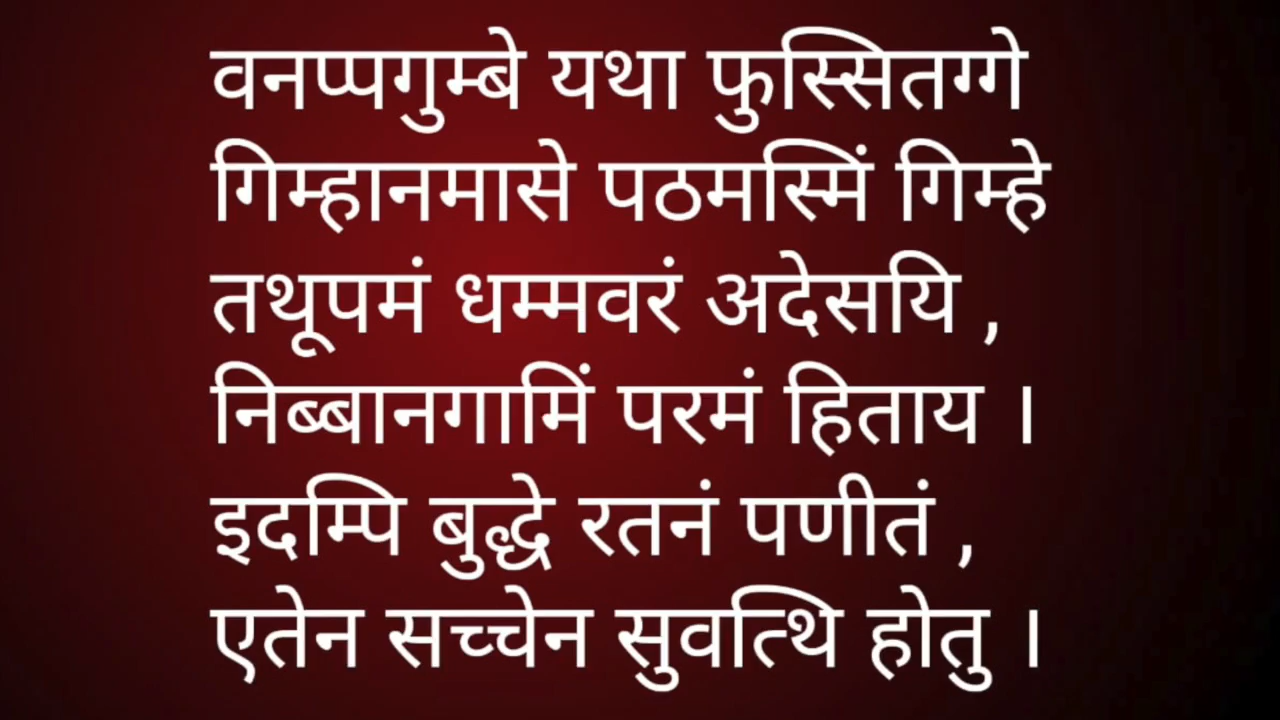 वनप्पगुम्बे यथा फुस्सितग्गे
गिम्हानमासे पठमस्मिं गिम्हे
तथूपमं धम्मवरं अदेसयि ,
निब्बानगामिं परमं हिताय ।
इदम्पि बुद्धे रतनं पणीतं ,
एतेन सच्चेन सुवत्थि होतु ।